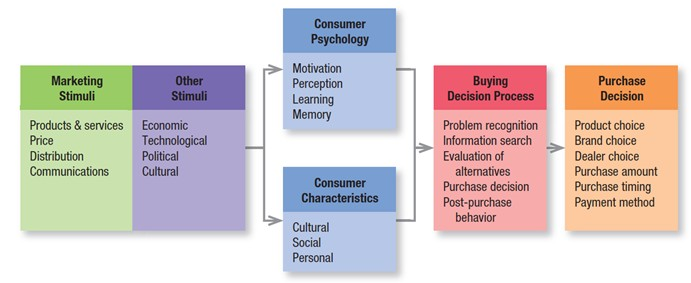 Marketing
Stimuli
Products & services
Price
Distribution
Communications
Other
Stimuli
Economic
Technological
Political
Cultural
Consumer
Psychology
Motivation
Perception
Learning
Memory
Consumer
Characteristics
Cultural
Social
Personal
Buying
Decision Process
Problem recognition
Information search
Evaluation of
alternatives
Purchase decision
Post-purchase
behavior
Purchase
Decision
Product choice
Brand choice
Dealer choice
Purchase amount
Purchase timing
Payment method